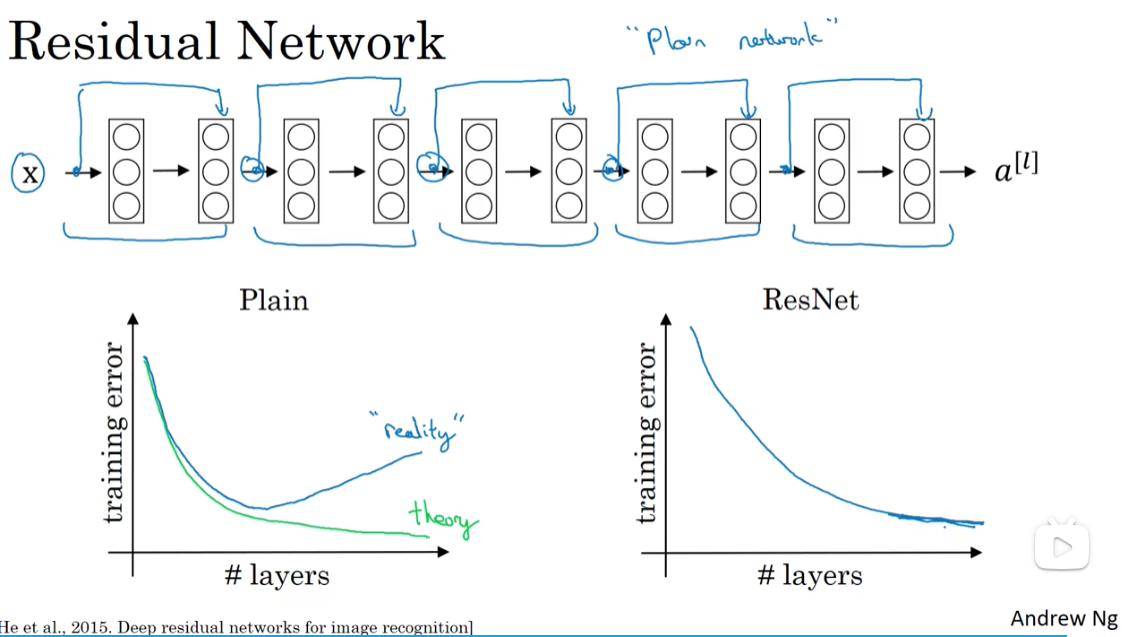 Residual Network
"Plain network"
x
a[l]
Plain
ResNet
training error
"reality"
theory
# layers
training error
# layers
Andrew Ng
He et al., 2015. Deep residual networks for image recognition]